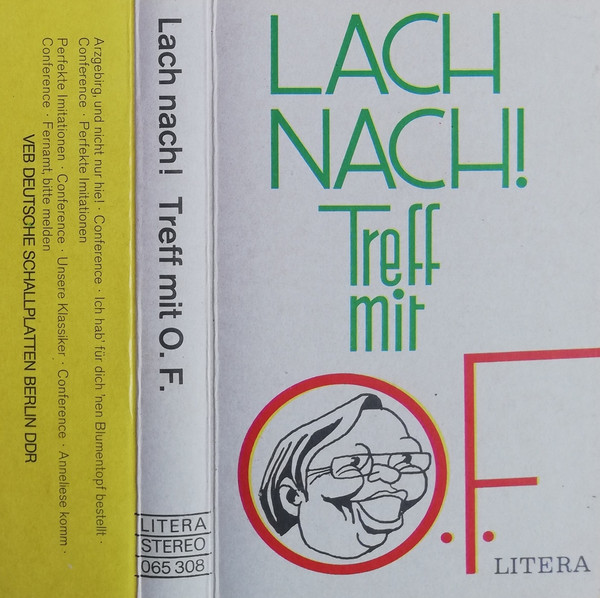 Arzgebirg, und nicht nur hie! · Conference · Ich hab' für dich 'nen Blumentopf bestellt ·
Conference · Perfekte Imitationen
Perfekte Imitationen · Conference · Unsere Klassiker · Conference · Anneliese komm ·
Conference · Fernamt, bitte melden
VEB DEUTSCHE SCHALLPLATTEN BERLIN DDR
Lach nach! Treff mit O. F.
LITERA
STEREO
065 308
LACH
NACH!
Treff
mit
O.F.
LITERA